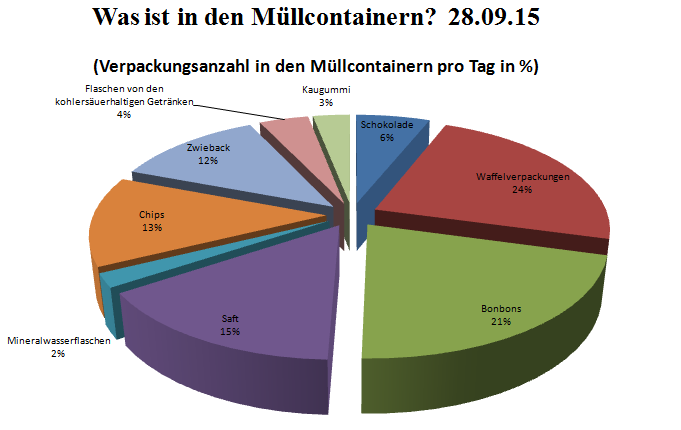 Was ist in den Müllcontainern?  28.09.15
(Verpackungsanzahl in den Müllcontainern pro Tag in %)
Flaschen von den
kohlersäuerhaltigen Getränken
4%
Kaugummi
3%
Schokolade
6%
Zwieback
12%
Waffelverpackungen
24%
Chips
13%
Bonbons
21%
Saft
15%
Mineralwasserflaschen
2%